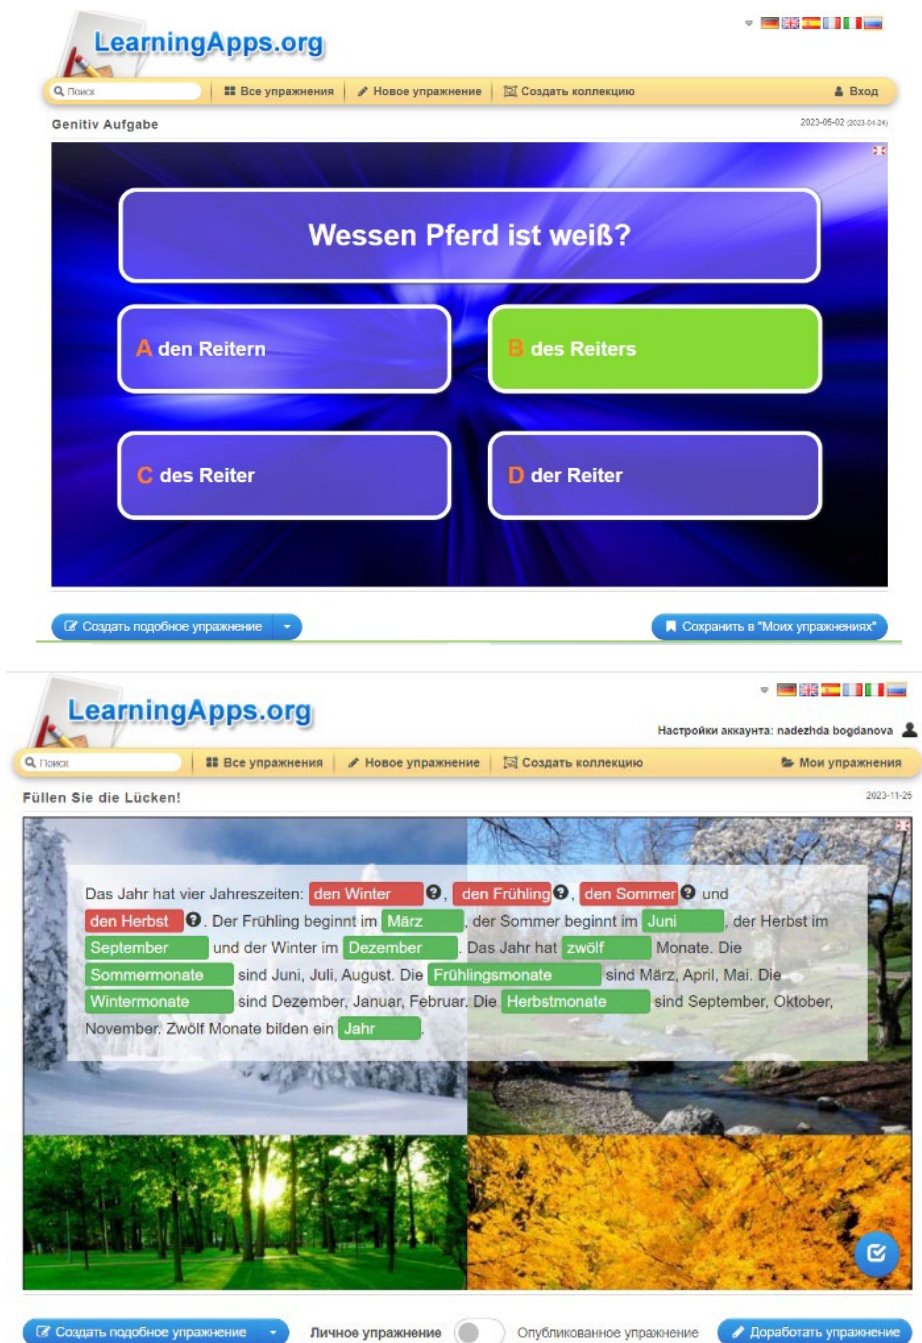 LearningApps.org
Поиск
Все упражнения
Новое упражнение
Создать коллекцию
Вход
Genitiv Aufgabe
2023-05-02 (2023-04-24)
Wessen Pferd ist weiß?
A den Reitern
B des Reiters
C des Reiter
D der Reiter
Создать подобное упражнение
Сохранить в "Моих упражнениях"
LearningApps.org
Настройки аккаунта: nadezhda bogdanova
Поиск
Все упражнения
Новое упражнение
Создать коллекцию
Мои упражнения
Füllen Sie die Lücken!
2023-11-25
Das Jahr hat vier Jahreszeiten: den Winter ?, den Frühling ?, den Sommer ? und
den Herbst ?. Der Frühling beginnt im März, der Sommer beginnt im Juni, der Herbst im
September und der Winter im Dezember. Das Jahr hat zwölf Monate. Die
Sommermonate sind Juni, Juli, August. Die Frühlingsmonate sind März, April, Mai. Die
Wintermonate sind Dezember, Januar, Februar. Die Herbstmonate sind September, Oktober,
November. Zwölf Monate bilden ein Jahr.
Создать подобное упражнение
Личное упражнение
Опубликованное упражнение
Доработать упражнение